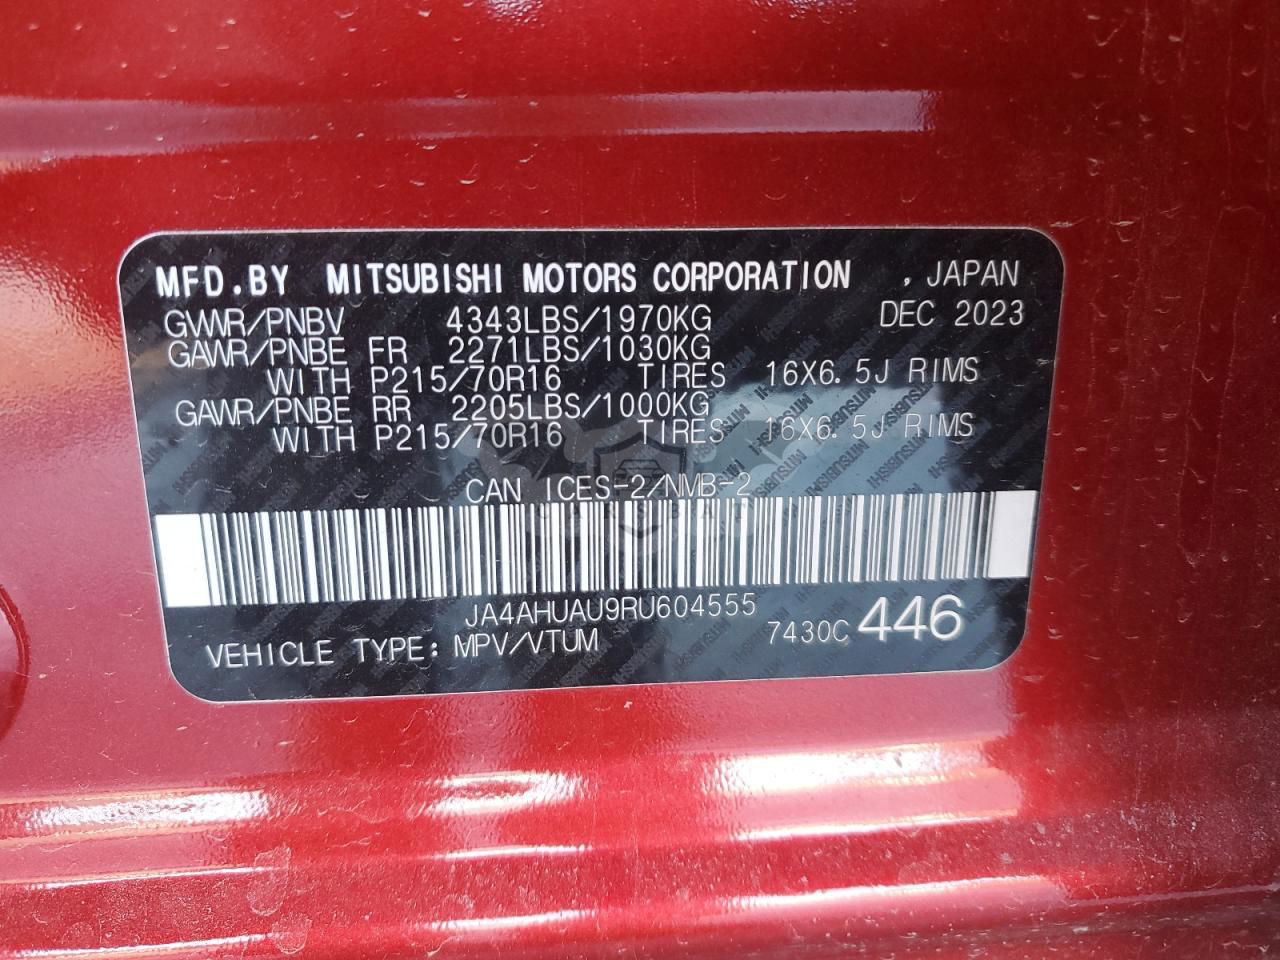 MFD.BY MITSUBISHI MOTORS CORPORATION , JAPAN
GVWR/PNBV 4343LBS/1970KG DEC 2023
GAWR/PNBE FR 2271LBS/1030KG
WITH P215/70R16 TIRES 16X6.5J RIMS
GAWR/PNBE RR 2205LBS/1000KG
WITH P215/70R16 TIRES 16X6.5J RIMS
CAN ICES-2/NMB-2
JA4AHUAU9RU604555
VEHICLE TYPE: MPV/VTUM 7430C 446